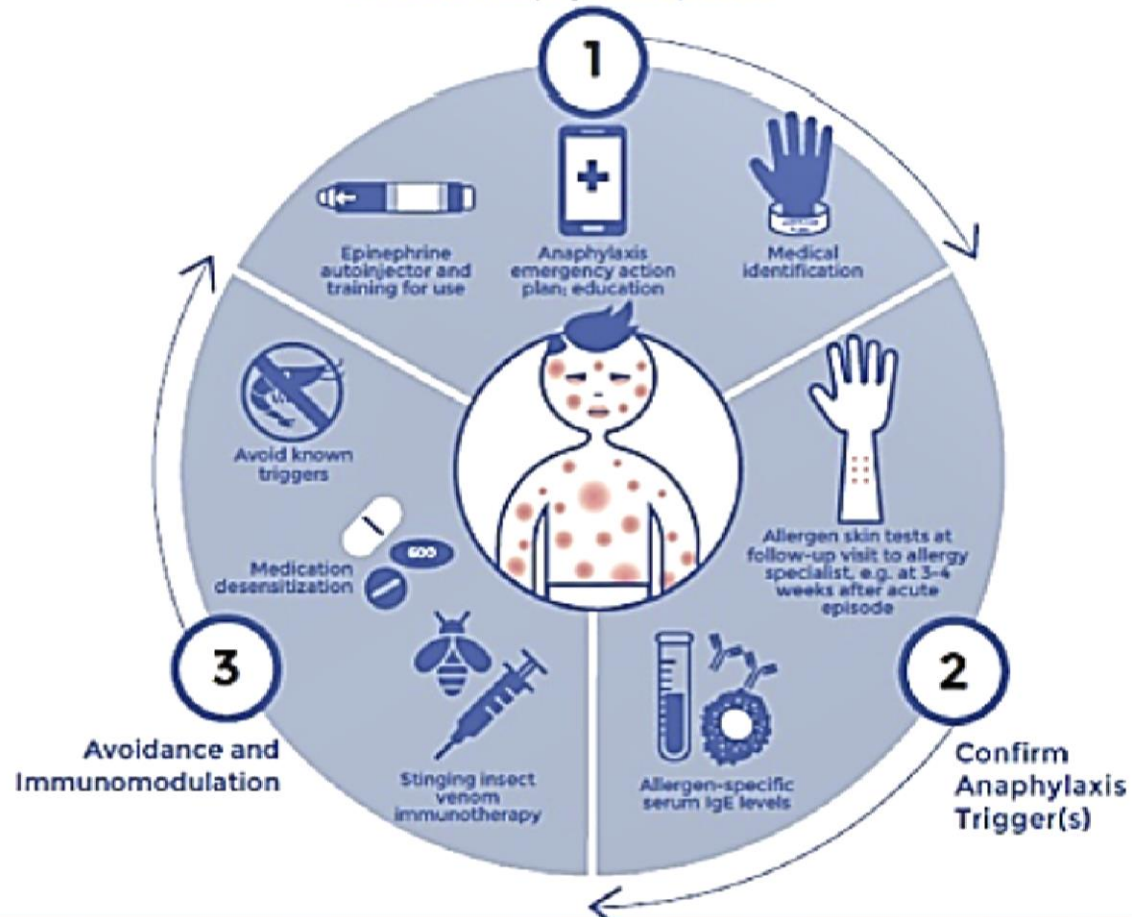 1
Epinephrine
autoinjector and
training for use
Anaphylaxis
emergency action
plan; education
Medical
identification
Avoid known
triggers
Medication
desensitization
600
Stinging insect
venom
immunotherapy
3
Avoidance and
Immunomodulation
Allergen skin tests at
follow-up visit to allergy
specialist, e.g. at 3-4
weeks after acute
episode
Allergen-specific
serum IgE levels
2
Confirm
Anaphylaxis
Trigger(s)